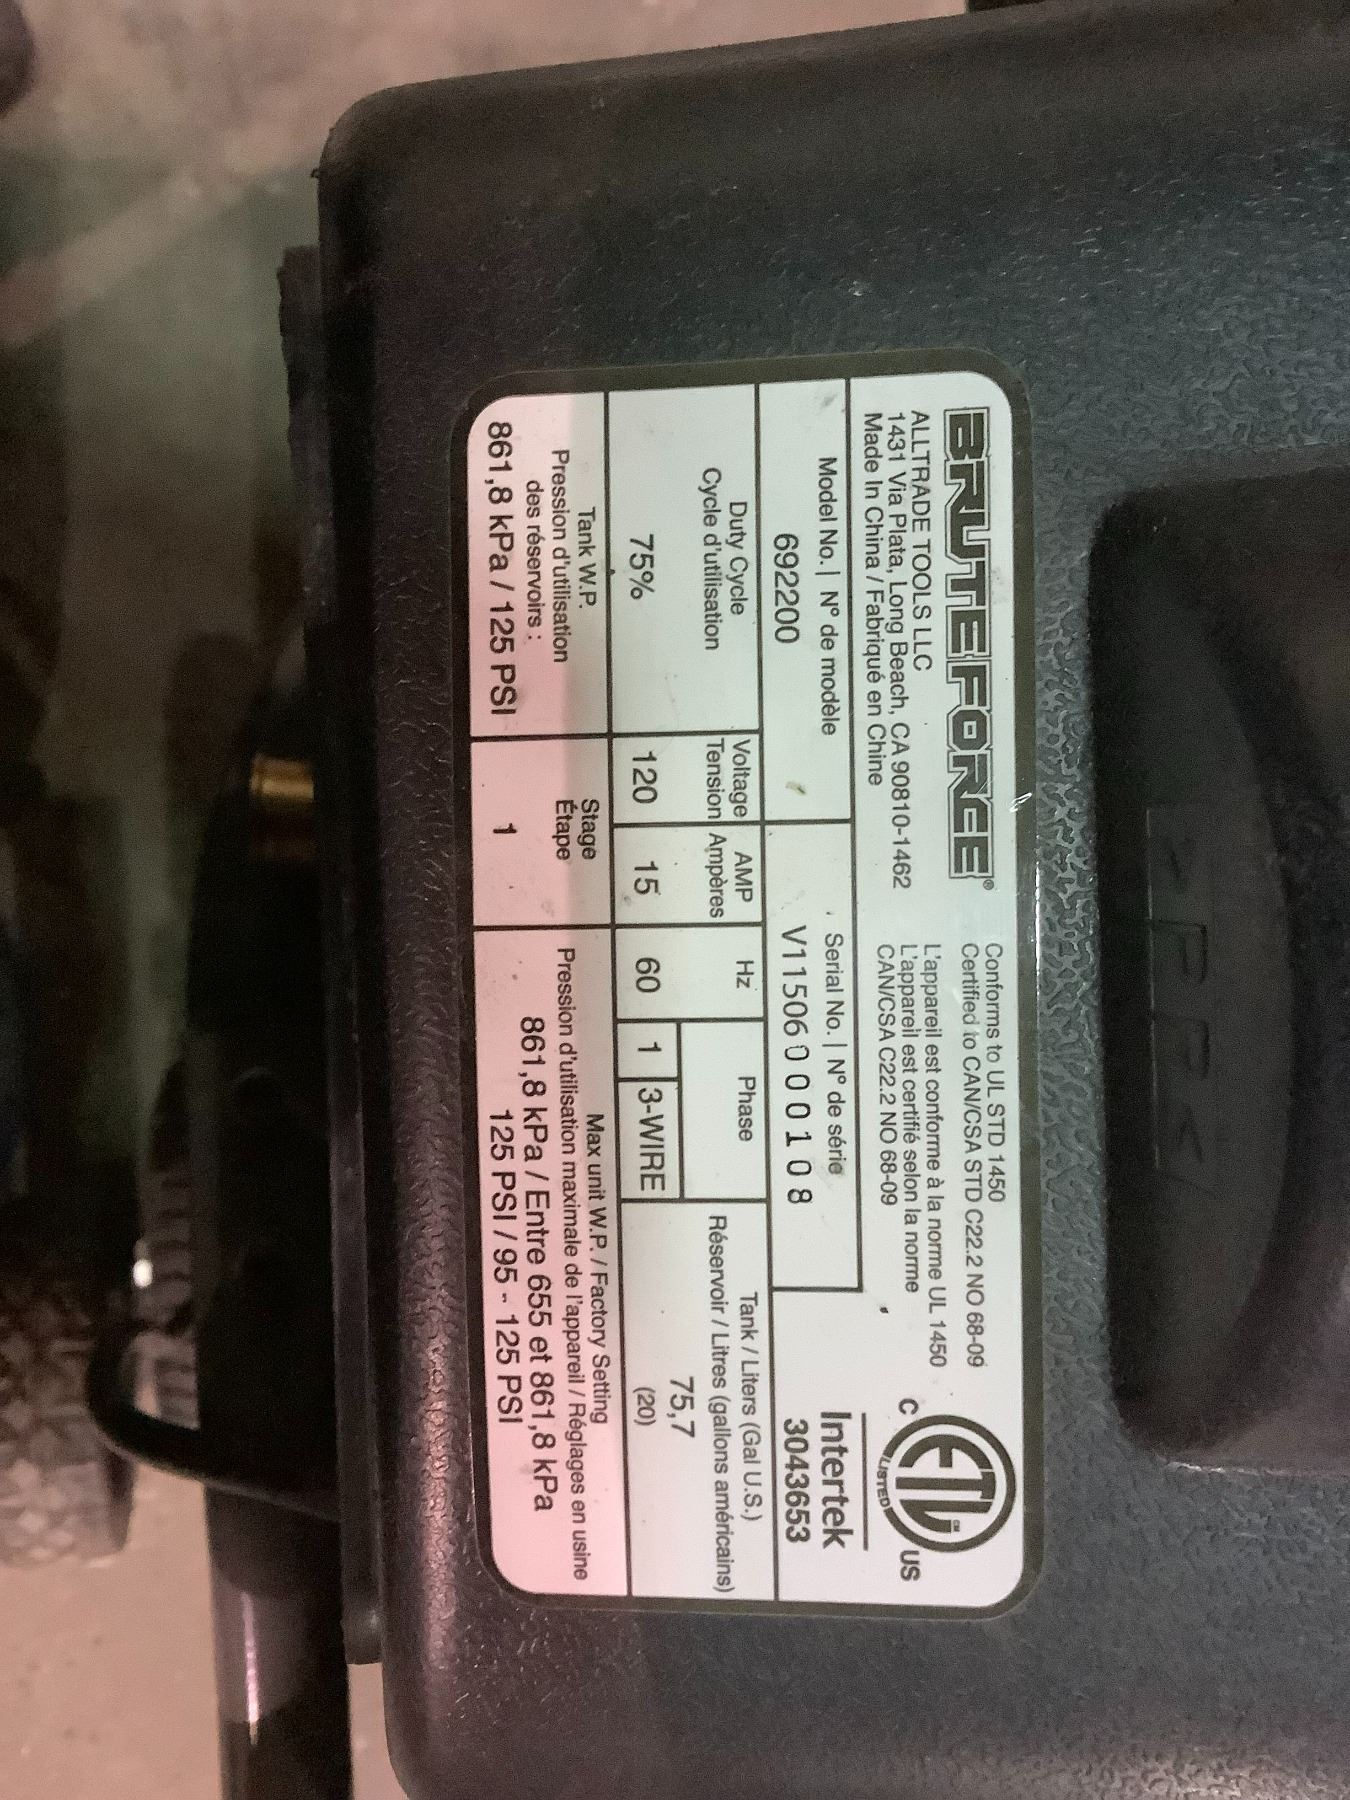 BRUTEFORCE®
ALLTRADE TOOLS LLC
1431 Via Plata, Long Beach, CA 90810-1462
Made In China / Fabriqué en Chine
Conforms to UL STD 1450
Certified to CAN/CSA STD C22.2 NO 68-09
L'appareil est conforme à la norme UL 1450
L'appareil est certifié selon la norme
CAN/CSA C22.2 NO 68-09
ETL CM
LISTED
C US
Intertek
3043653
Model No. | Nº de modèle
692200
Serial No. | Nº de série
V115060000108
Duty Cycle
Cycle d'utilisation
75%
Voltage
Tension
120
AMP
Ampères
15
Hz
60
Phase
1 3-WIRE
Tank / Liters (Gal U.S.)
Réservoir / Litres (gallons américains)
75,7
(20)
Tank W.P.
Pression d'utilisation
des réservoirs :
861,8 kPa / 125 PSI
Stage
Étape
1
Max unit W.P. / Factory Setting
Pression d'utilisation maximale de l'appareil / Réglages en usine
861,8 kPa / Entre 655 et 861,8 kPa
125 PSI / 95 - 125 PSI